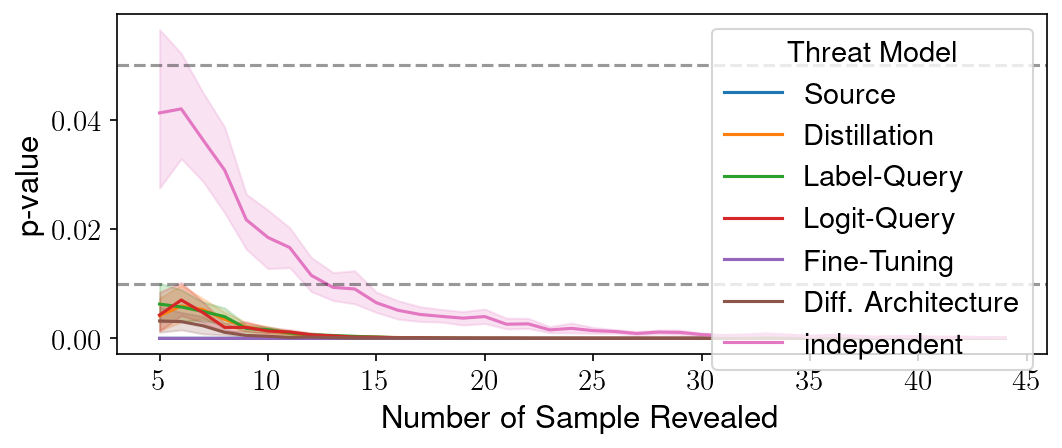 Threat Model
Source
Distillation
Label-Query
Logit-Query
Fine-Tuning
Diff. Architecture
independent
p-value
0.04
0.02
0.00
5 10 15 20 25 30 35 40 45
Number of Sample Revealed